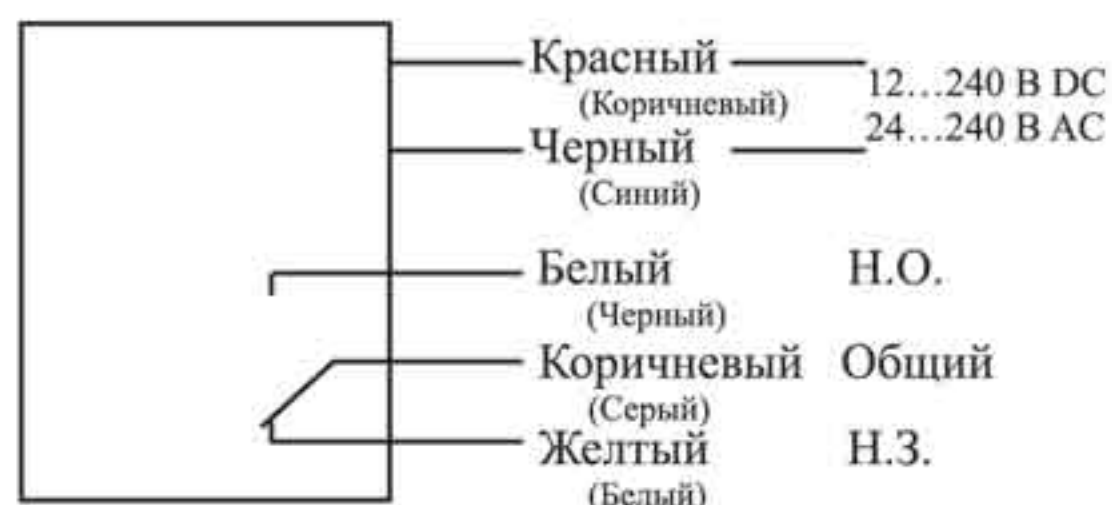 Красный
12...240 В DC
(Коричневый)
24...240 В AC
Черный
(Синий)
Белый Н.О.
(Черный)
Коричневый Общий
(Серый)
Желтый Н.З.
(Белый)